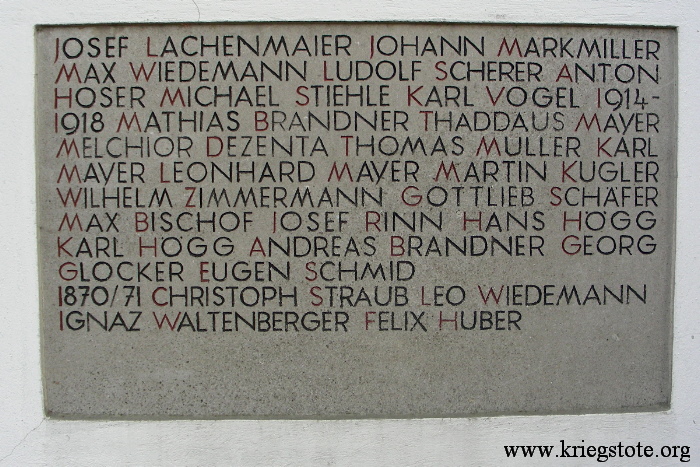 JOSEF LACHENMAIER JOHANN MARKMILLER
MAX WIEDEMANN LUDOLF SCHERER ANTON
HOSER MICHAEL STIEHLE KARL VOGEL 1914-
1918 MATHIAS BRANDNER THADDAUS MAYER
MELCHIOR DEZENTA THOMAS MULLER KARL
MAYER LEONHARD MAYER MARTIN KUGLER
WILHELM ZIMMERMANN GOTTLIEB SCHÄFER
MAX BISCHOF JOSEF RINN HANS HÖGG
KARL HÖGG ANDREAS BRANDNER GEORG
GLOCKER EUGEN SCHMID
1870/71 CHRISTOPH STRAUB LEO WIEDEMANN
IGNAZ WALTENBERGER FELIX HUBER
www.kriegstote.org